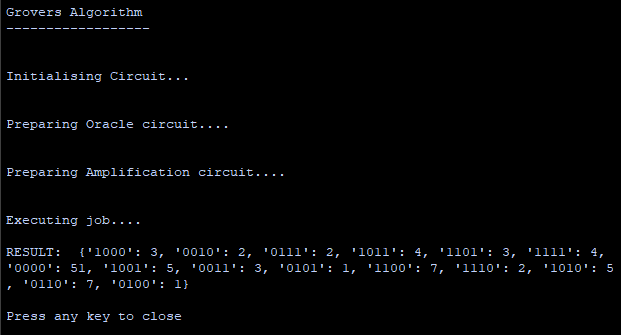 Grovers Algorithm
------------------
Initialising Circuit...
Preparing Oracle circuit....
Preparing Amplification circuit....
Executing job....
RESULT:  {'1000': 3, '0010': 2, '0111': 2, '1011': 4, '1101': 3, '1111': 4,
'0000': 51, '1001': 5, '0011': 3, '0101': 1, '1100': 7, '1110': 2, '1010': 5
, '0110': 7, '0100': 1}
Press any key to close